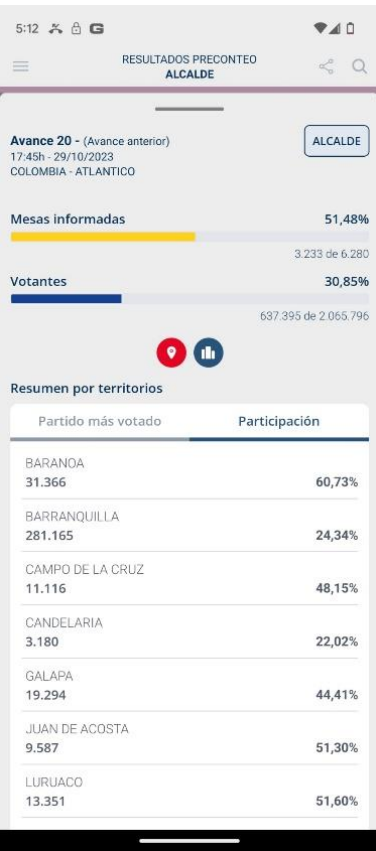 5:12
RESULTADOS PRECONTEO
ALCALDE
Avance 20 - (Avance anterior)
ALCALDE
17:45h - 29/10/2023
COLOMBIA - ATLANTICO
Mesas informadas 51,48%
3.233 de 6.280
Votantes 30,85%
637.395 de 2.065.796
Resumen por territorios
Partido más votado Participación
BARANOA
31.366 60,73%
BARRANQUILLA
281.165 24,34%
CAMPO DE LA CRUZ
11.116 48,15%
CANDELARIA
3.180 22,02%
GALAPA
19.294 44,41%
JUAN DE ACOSTA
9.587 51,30%
LURUACO
13.351 51,60%